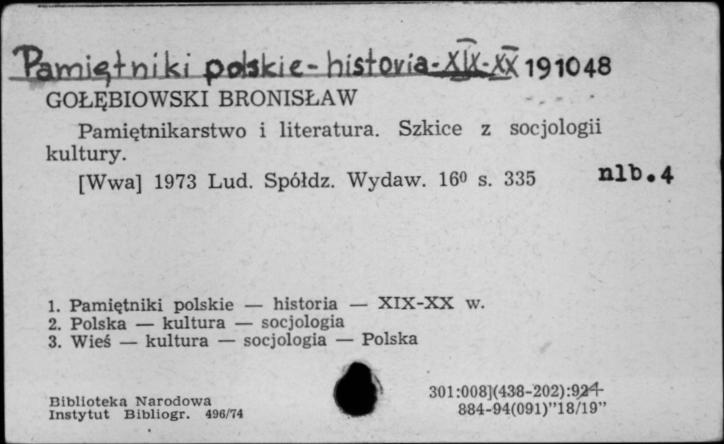 Pamiętniki polskie - historia - XIX-XX 191048
GOŁĘBIOWSKI BRONISŁAW
Pamiętnikarstwo i literatura. Szkice z socjologii
kultury.
[Wwa] 1973 Lud. Spółdz. Wydaw. 16⁰ s. 335 nlb. 4
1. Pamiętniki polskie — historia — XIX-XX w.
2. Polska — kultura — socjologia
3. Wieś — kultura — socjologia — Polska
Biblioteka Narodowa
Instytut Bibliogr. 496/74
301:008](438-202):924
884-94(091)"18/19"